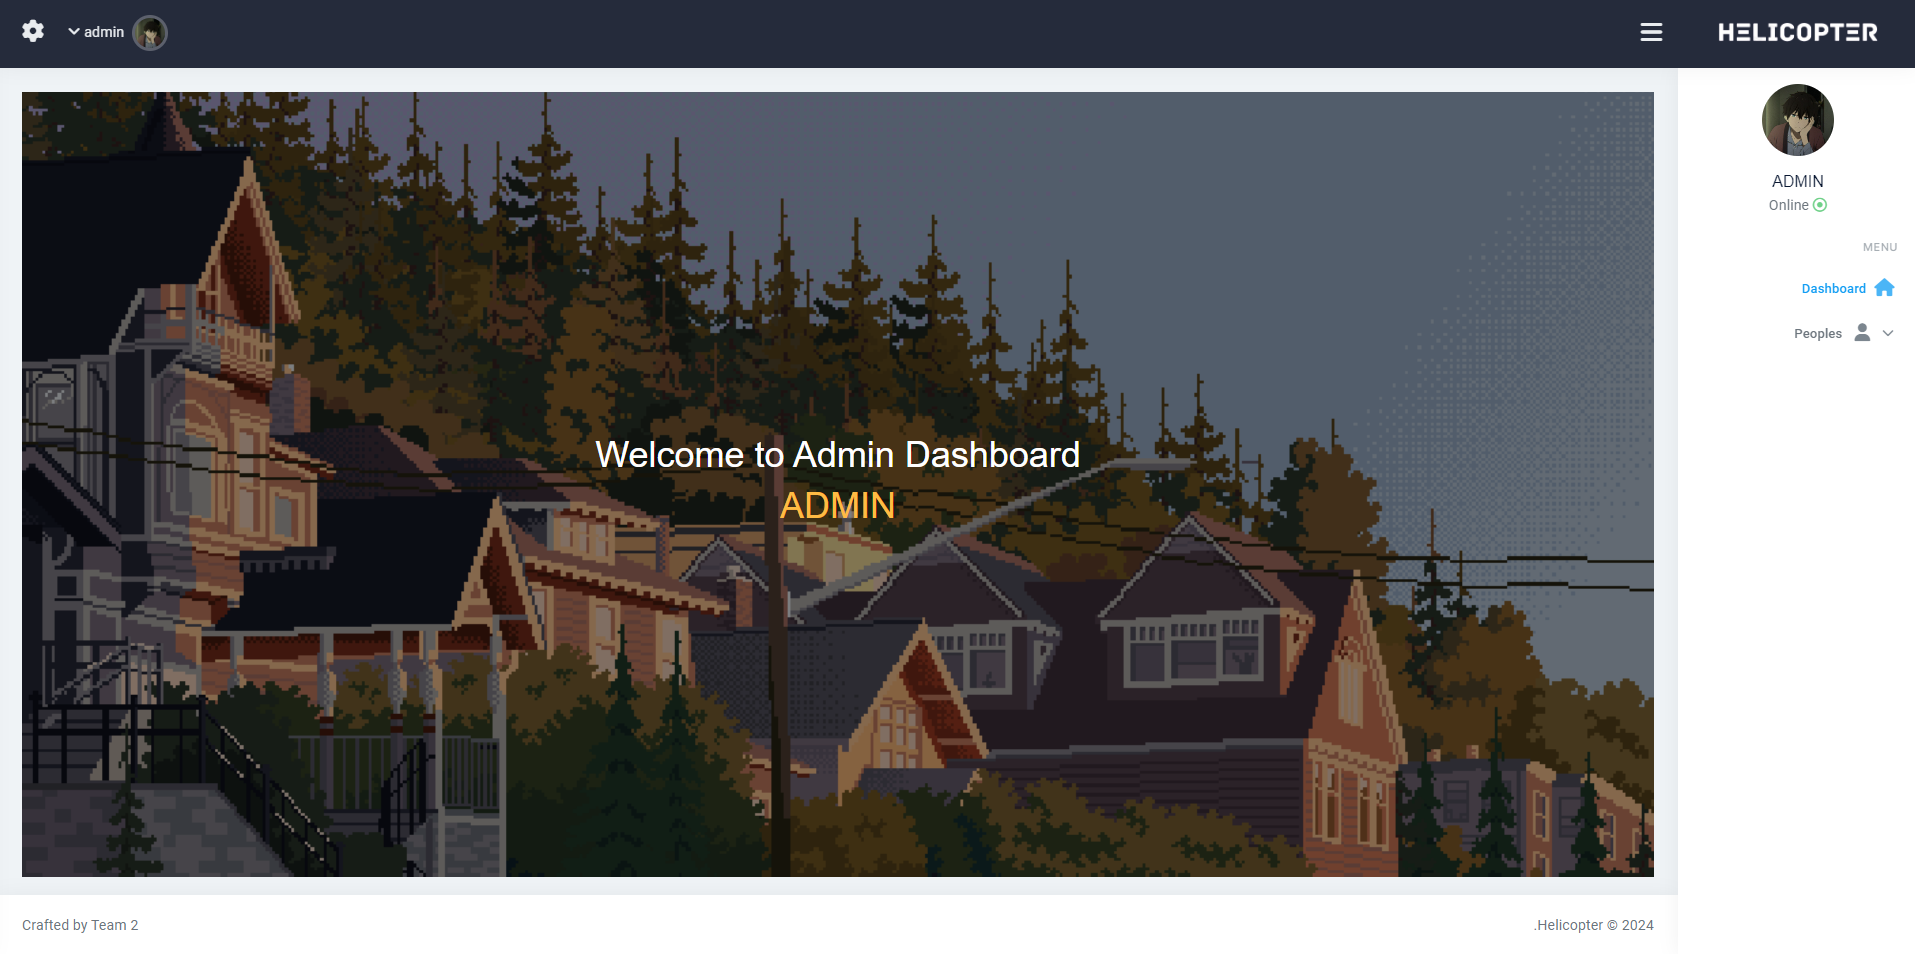 admin
HELICOPTER
ADMIN
Online
MENU
Dashboard
Peoples
Welcome to Admin Dashboard
ADMIN
Crafted by Team 2
.Helicopter © 2024